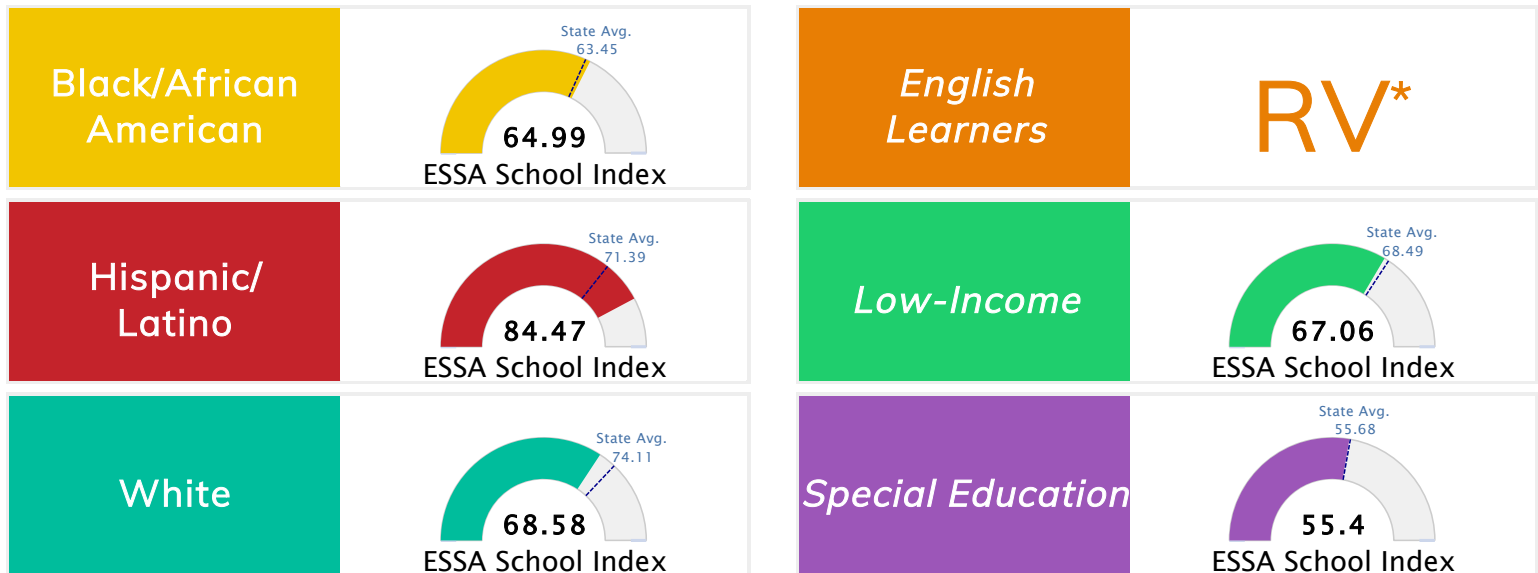 Black/African
American
State Avg.
63.45
64.99
ESSA School Index
English
Learners
RV*
Hispanic/
Latino
State Avg.
71.39
84.47
ESSA School Index
Low-Income
State Avg.
68.49
67.06
ESSA School Index
White
State Avg.
74.11
68.58
ESSA School Index
Special Education
State Avg.
55.68
55.4
ESSA School Index